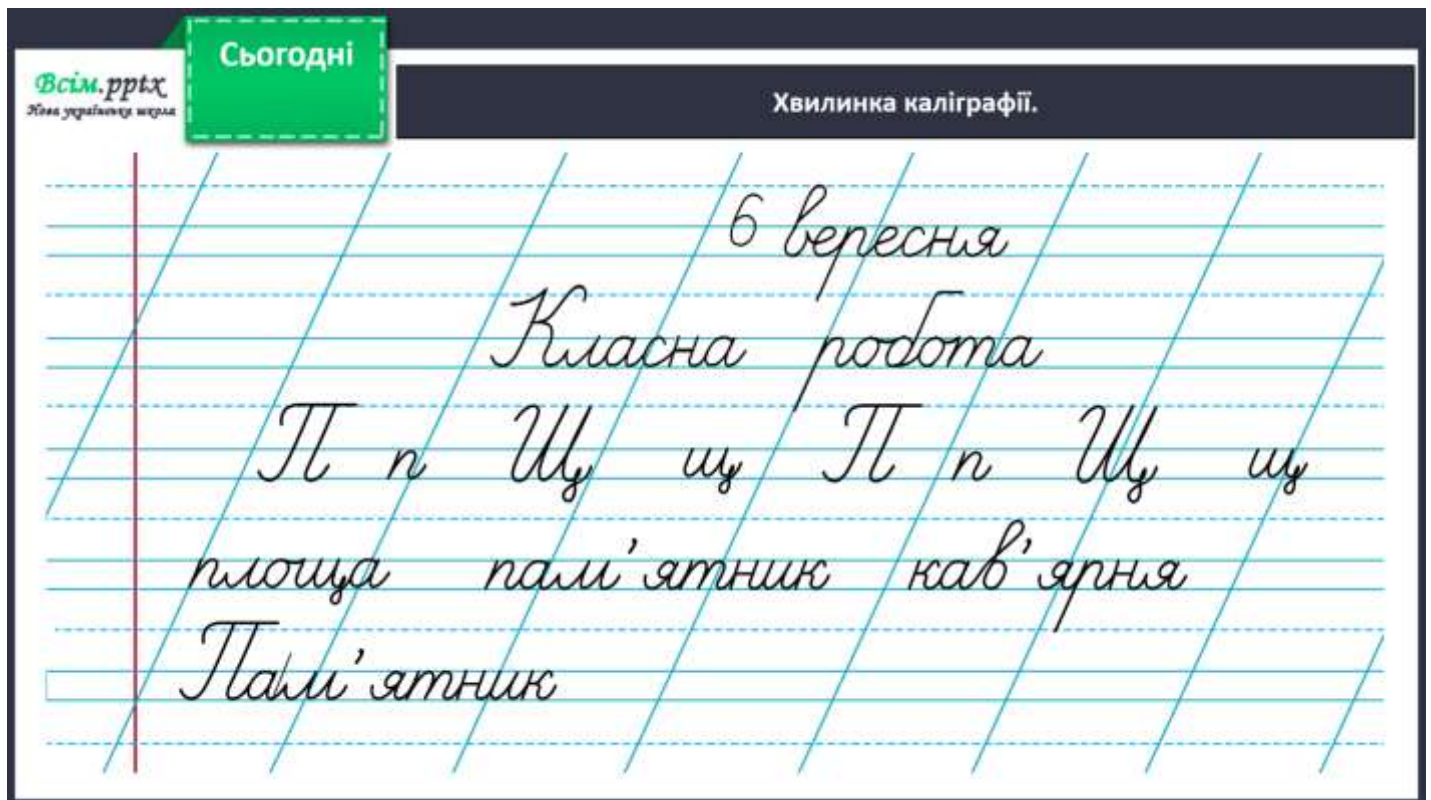 Сьогодні
Всім.pptx
Нова українська школа
Хвилинка каліграфії.
6 вересня
Класна робота
П п Щ щ П п Щ щ
площа пам’ятник кав’ярня
Пам’ятник